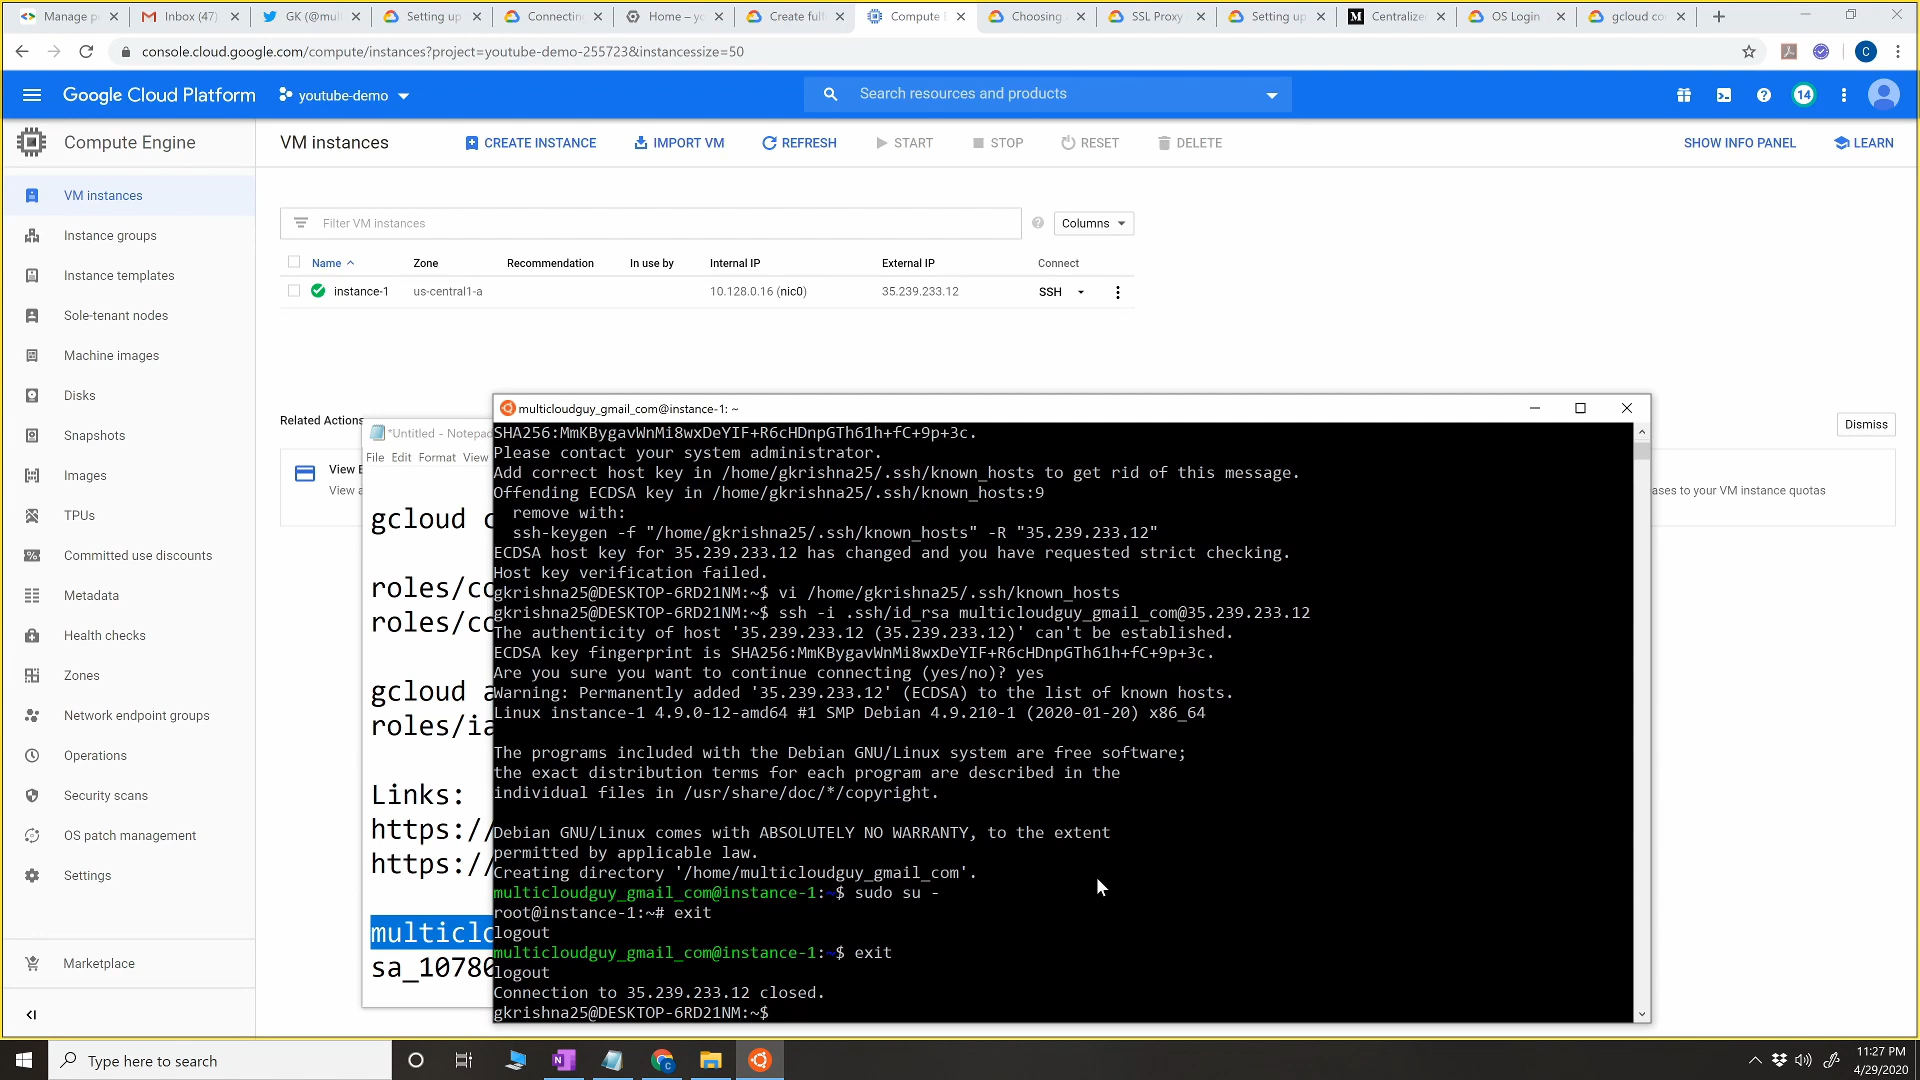 Manage p
Inbox (47)
GK (@mult
Setting up
Connectin
Home – yo
Create fulf
Compute E
Choosing
SSL Proxy
Setting up
Centralize
OS Login
gcloud co
console.cloud.google.com/compute/instances?project=youtube-demo-255723&instancessize=50
C
Google Cloud Platform
youtube-demo
Search resources and products
14
Compute Engine
VM instances
CREATE INSTANCE
IMPORT VM
REFRESH
START
STOP
RESET
DELETE
SHOW INFO PANEL
LEARN
VM instances
Instance groups
Instance templates
Sole-tenant nodes
Machine images
Disks
Snapshots
Images
TPUs
Committed use discounts
Metadata
Health checks
Zones
Network endpoint groups
Operations
Security scans
OS patch management
Settings
Marketplace
Filter VM instances
Columns
Name Zone Recommendation In use by Internal IP External IP Connect
instance-1 us-central1-a 10.128.0.16 (nic0) 35.239.233.12 SSH
Related Actions
Dismiss
View
View a
ases to your VM instance quotas
*Untitled - Notepad
File Edit Format View
gcloud c
roles/co
roles/co
gcloud a
roles/ia
Links:
https://
https://
multiclo
sa_10780
multicloudguy_gmail_com@instance-1: ~
SHA256:MmKBygavWnMi8wxDeYIF+R6cHDnpGTh61h+fC+9p+3c.
Please contact your system administrator.
Add correct host key in /home/gkrishna25/.ssh/known_hosts to get rid of this message.
Offending ECDSA key in /home/gkrishna25/.ssh/known_hosts:9
remove with:
ssh-keygen -f "/home/gkrishna25/.ssh/known_hosts" -R "35.239.233.12"
ECDSA host key for 35.239.233.12 has changed and you have requested strict checking.
Host key verification failed.
gkrishna25@DESKTOP-6RD21NM:~$ vi /home/gkrishna25/.ssh/known_hosts
gkrishna25@DESKTOP-6RD21NM:~$ ssh -i .ssh/id_rsa multicloudguy_gmail_com@35.239.233.12
The authenticity of host '35.239.233.12 (35.239.233.12)' can't be established.
ECDSA key fingerprint is SHA256:MmKBygavWnMi8wxDeYIF+R6cHDnpGTh61h+fC+9p+3c.
Are you sure you want to continue connecting (yes/no)? yes
Warning: Permanently added '35.239.233.12' (ECDSA) to the list of known hosts.
Linux instance-1 4.9.0-12-amd64 #1 SMP Debian 4.9.210-1 (2020-01-20) x86_64
The programs included with the Debian GNU/Linux system are free software;
the exact distribution terms for each program are described in the
individual files in /usr/share/doc/*/copyright.
Debian GNU/Linux comes with ABSOLUTELY NO WARRANTY, to the extent
permitted by applicable law.
Creating directory '/home/multicloudguy_gmail_com'.
multicloudguy_gmail_com@instance-1:~$ sudo su -
root@instance-1:~# exit
logout
multicloudguy_gmail_com@instance-1:~$ exit
logout
Connection to 35.239.233.12 closed.
gkrishna25@DESKTOP-6RD21NM:~$
Type here to search
11:27 PM
4/29/2020